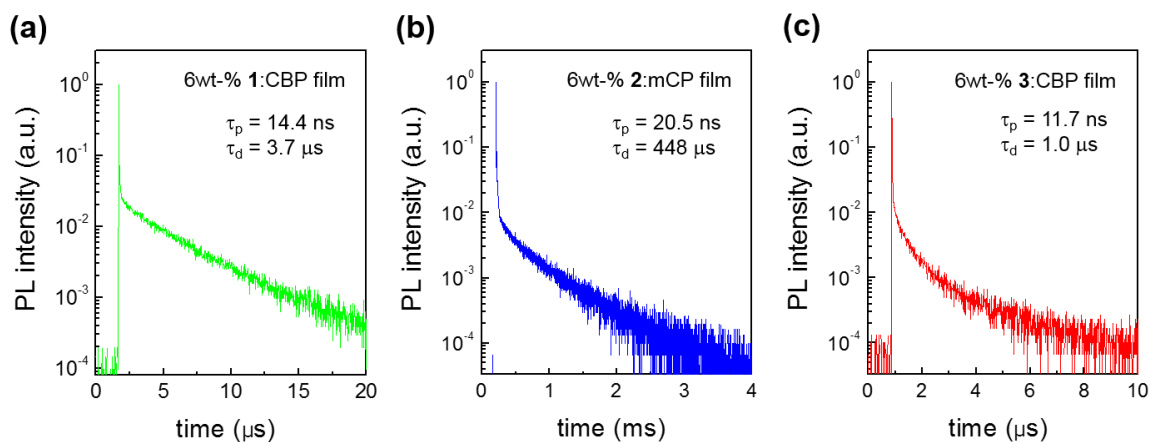 (a)
6wt-% 1:CBP film
τp = 14.4 ns
τd = 3.7 μs
PL intensity (a.u.)
10^0
10^-1
10^-2
10^-3
10^-4
0 5 10 15 20
time (μs)
(b)
6wt-% 2:mCP film
τp = 20.5 ns
τd = 448 μs
PL intensity (a.u.)
10^0
10^-1
10^-2
10^-3
10^-4
0 1 2 3 4
time (ms)
(c)
6wt-% 3:CBP film
τp = 11.7 ns
τd = 1.0 μs
PL intensity (a.u.)
10^0
10^-1
10^-2
10^-3
10^-4
0 2 4 6 8 10
time (μs)